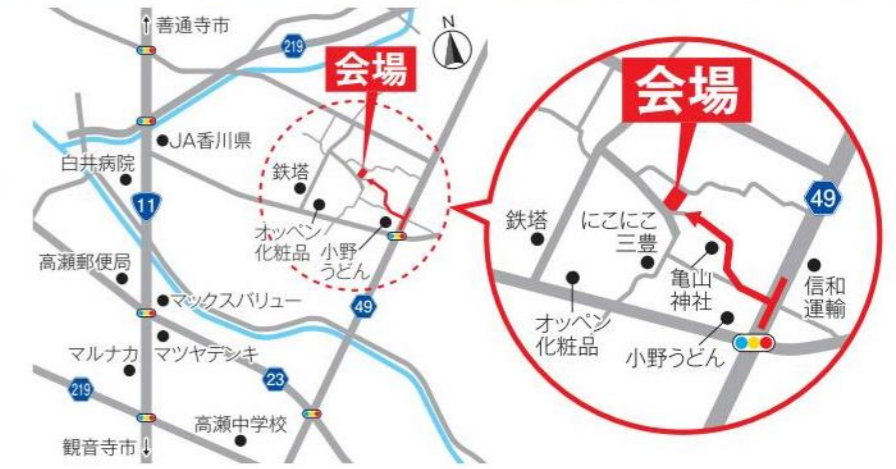 ↑善通寺市
219
N
会場
JA香川県
白井病院
11
鉄塔
オッペン
化粧品
小野
うどん
高瀬郵便局
マックスバリュー
49
マルナカ
マツヤデンキ
219
23
高瀬中学校
観音寺市↓
会場
49
鉄塔
にこにこ
三豊
亀山
神社
信和
運輸
オッペン
化粧品
小野うどん